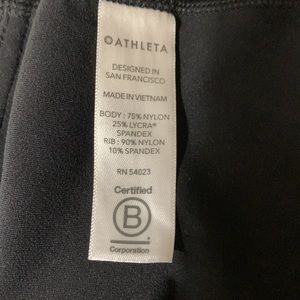 ATHLETA
DESIGNED IN
SAN FRANCISCO
MADE IN VIETNAM
BODY : 75% NYLON
25% LYCRA®
SPANDEX
RIB : 90% NYLON
10% SPANDEX
RN 54023
Certified
B
Corporation